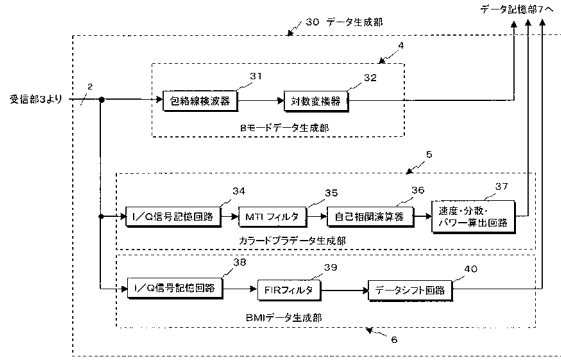 データ記憶部7へ
30 データ生成部
4
受信部3より
2
31
32
包絡線検波器
対数変換器
Bモードデータ生成部
5
34
35
36
37
I/Q信号記憶回路
MTIフィルタ
自己相関演算器
速度・分散・
パワー算出回路
カラードプラデータ生成部
38
39
40
I/Q信号記憶回路
FIRフィルタ
データシフト回路
BMIデータ生成部
6